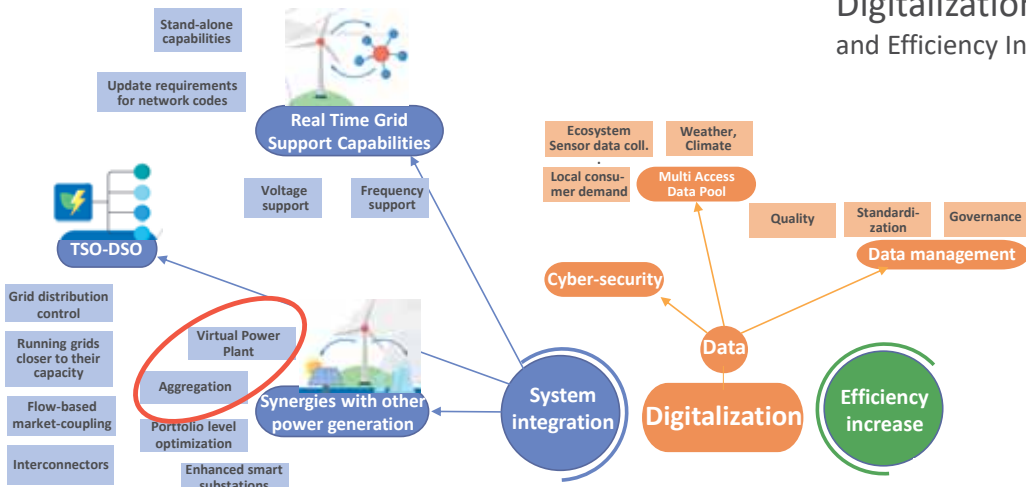 Digitalization
and Efficiency In
Stand-alone
capabilities
Update requirements
for network codes
Real Time Grid
Support Capabilities
Voltage
support
Frequency
support
TSO-DSO
Grid distribution
control
Running grids
closer to their
capacity
Flow-based
market-coupling
Interconnectors
Virtual Power
Plant
Aggregation
Portfolio level
optimization
Enhanced smart
substations
Synergies with other
power generation
System
integration
Ecosystem
Sensor data coll.
.
Local consu-
mer demand
Weather,
Climate
Multi Access
Data Pool
Quality
Standardi-
zation
Governance
Data management
Cyber-security
Data
Digitalization
Efficiency
increase